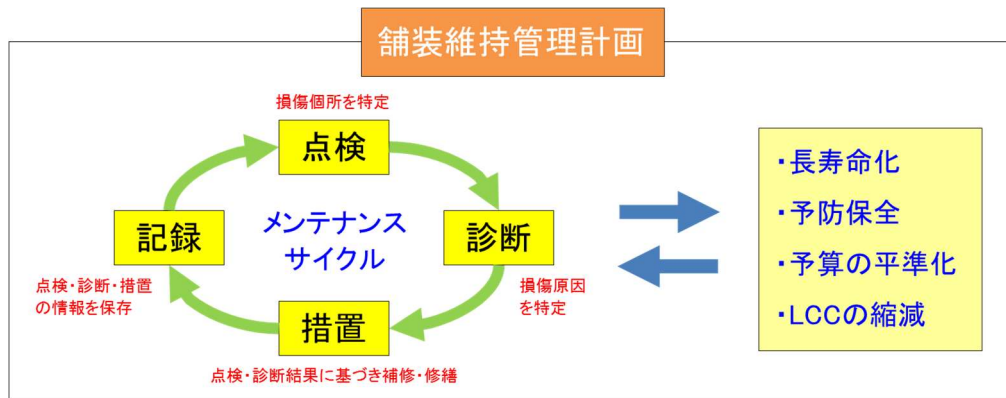 舗装維持管理計画
損傷個所を特定
点検
記録
メンテナンス
サイクル
診断
点検・診断・措置
の情報を保存
損傷原因
を特定
措置
点検・診断結果に基づき補修・修繕
・長寿命化
・予防保全
・予算の平準化
・LCCの縮減